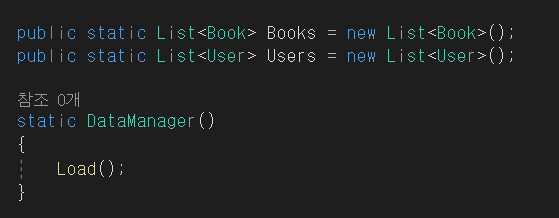 public static List<Book> Books = new List<Book>();
public static List<User> Users = new List<User>();
참조 0개
static DataManager()
{
Load();
}